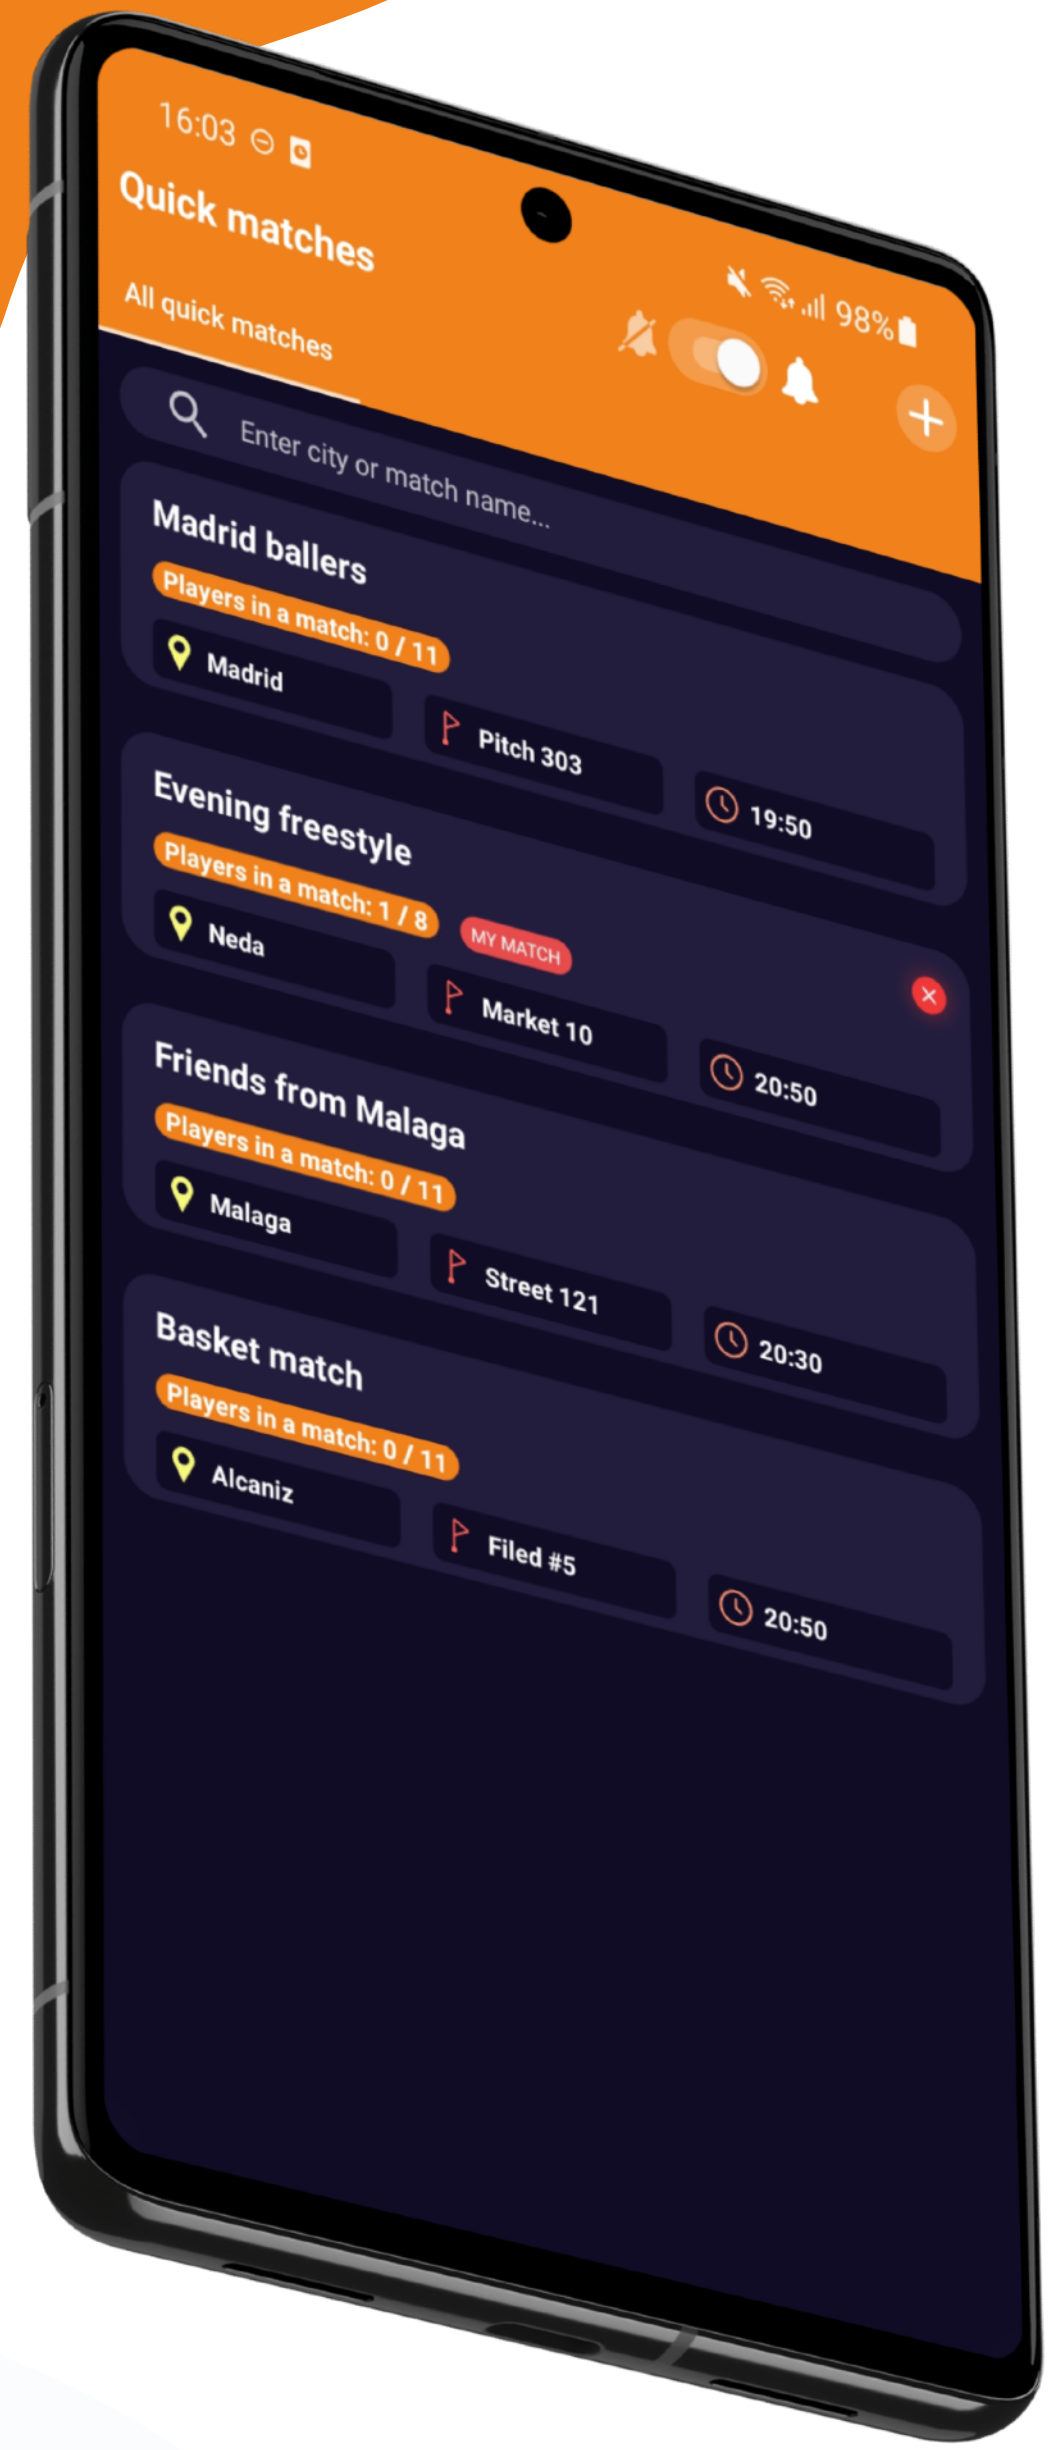 16:03
98%
Quick matches
All quick matches
Enter city or match name...
Madrid ballers
Players in a match: 0 / 11
Madrid
Pitch 303
19:50
Evening freestyle
Players in a match: 1 / 8
MY MATCH
Neda
Market 10
20:50
Friends from Malaga
Players in a match: 0 / 11
Malaga
Street 121
20:30
Basket match
Players in a match: 0 / 11
Alcaniz
Filed #5
20:50